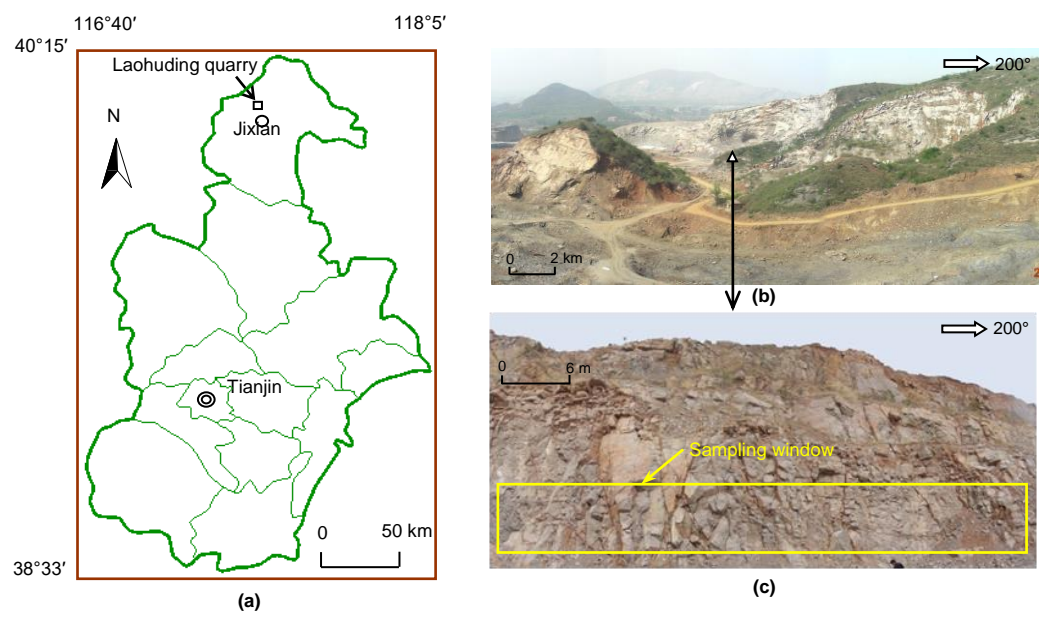 116°40′ 118°5′
40°15′
Laohuding quarry
N
Jixian
Tianjin
0 50 km
38°33′
(a)
200°
0 2 km
2
(b)
200°
0 6 m
Sampling window
(c)